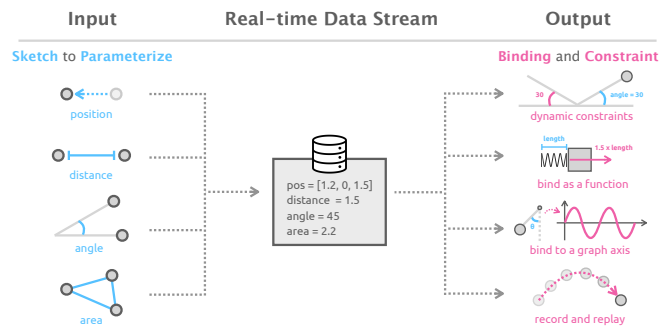 Input
Real-time Data Stream
Output
Sketch to Parameterize
Binding and Constraint
position
distance
angle
area
pos = [1.2, 0, 1.5]
distance = 1.5
angle = 45
area = 2.2
30
angle = 30
dynamic constraints
length
1.5 x length
bind as a function
θ
bind to a graph axis
record and replay